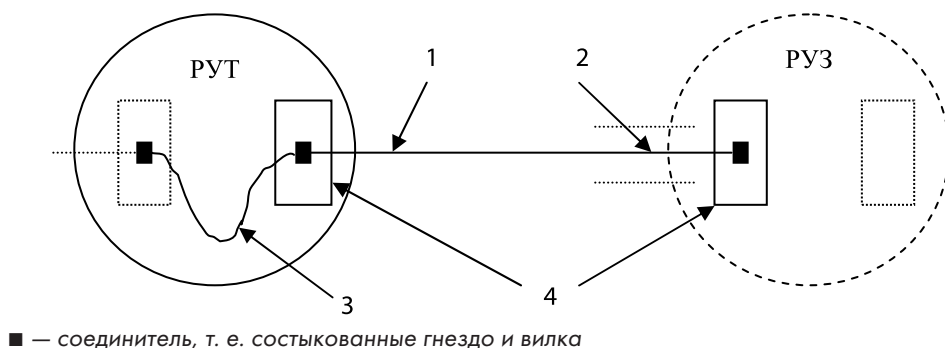 РУТ
1
2
РУЗ
3
4
■ — соединитель, т. е. состыкованные гнездо и вилка